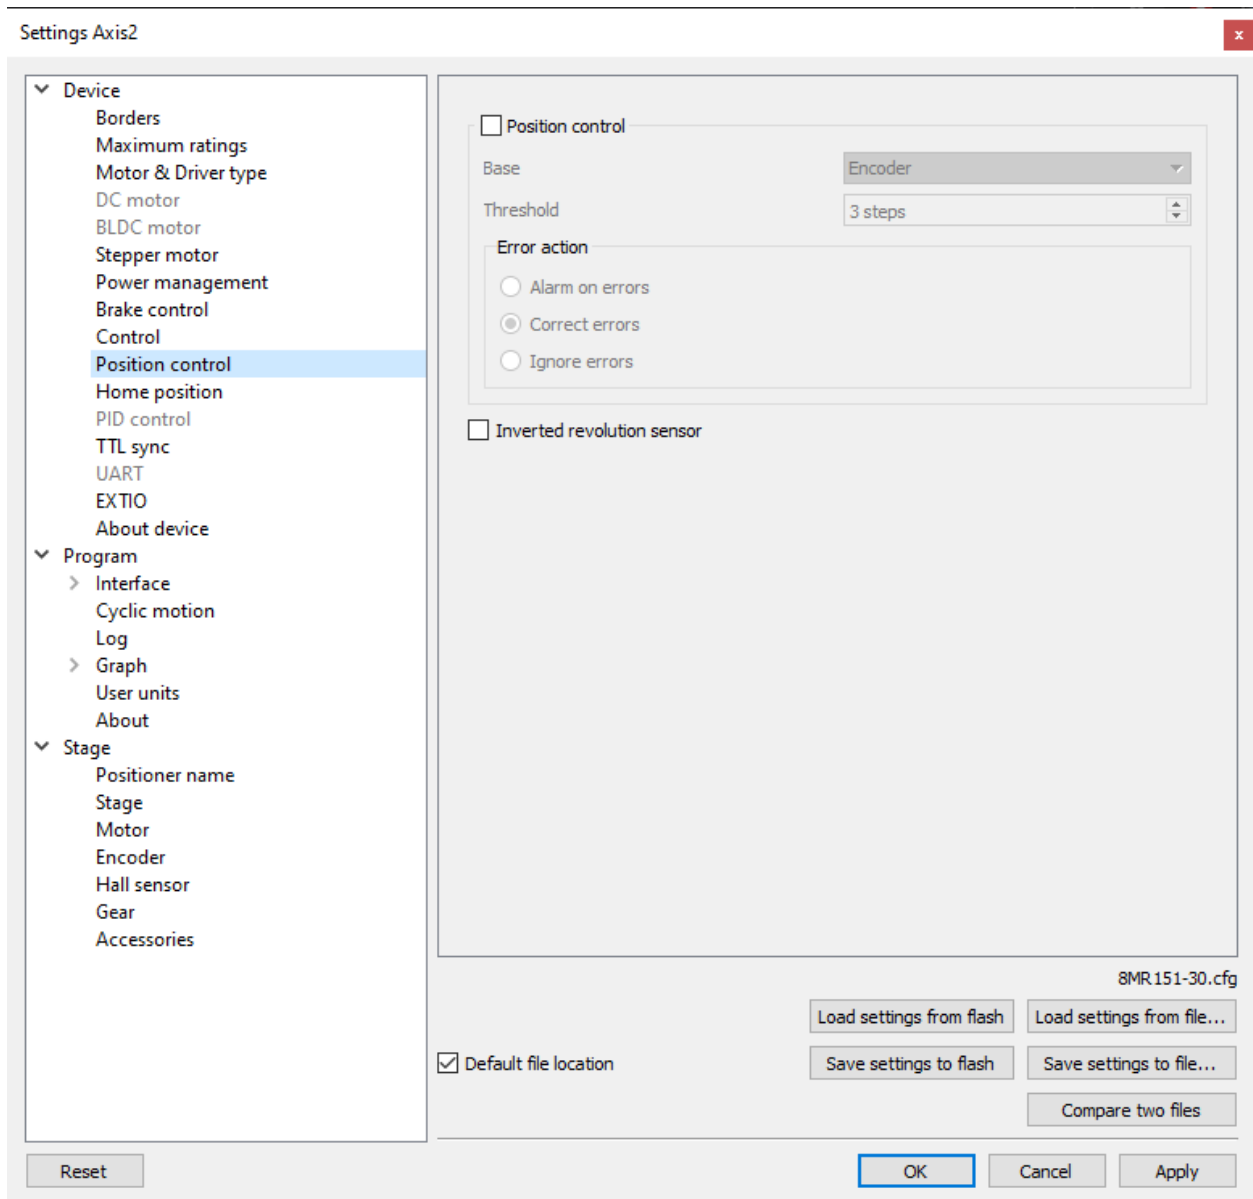 Settings Axis2
x
Device
Borders
Maximum ratings
Motor & Driver type
DC motor
BLDC motor
Stepper motor
Power management
Brake control
Control
Position control
Home position
PID control
TTL sync
UART
EXTIO
About device
Program
Interface
Cyclic motion
Log
Graph
User units
About
Stage
Positioner name
Stage
Motor
Encoder
Hall sensor
Gear
Accessories
Position control
Base Encoder
Threshold 3 steps
Error action
Alarm on errors
Correct errors
Ignore errors
Inverted revolution sensor
8MR151-30.cfg
Load settings from flash Load settings from file...
Default file location Save settings to flash Save settings to file...
Compare two files
Reset OK Cancel Apply